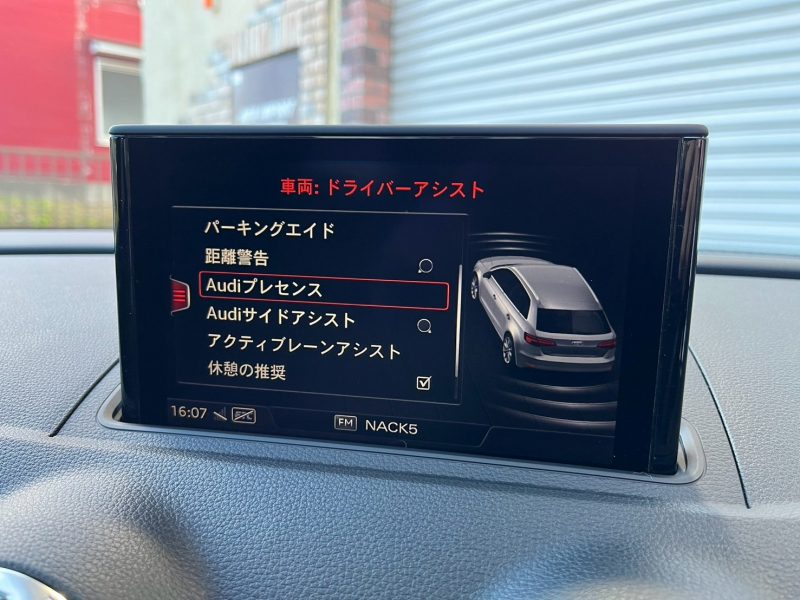 車両: ドライバーアシスト
パーキングエイド
距離警告
Audiプレセンス
Audiサイドアシスト
アクティブレーンアシスト
休憩の推奨
16:07 ETC FM NACK5